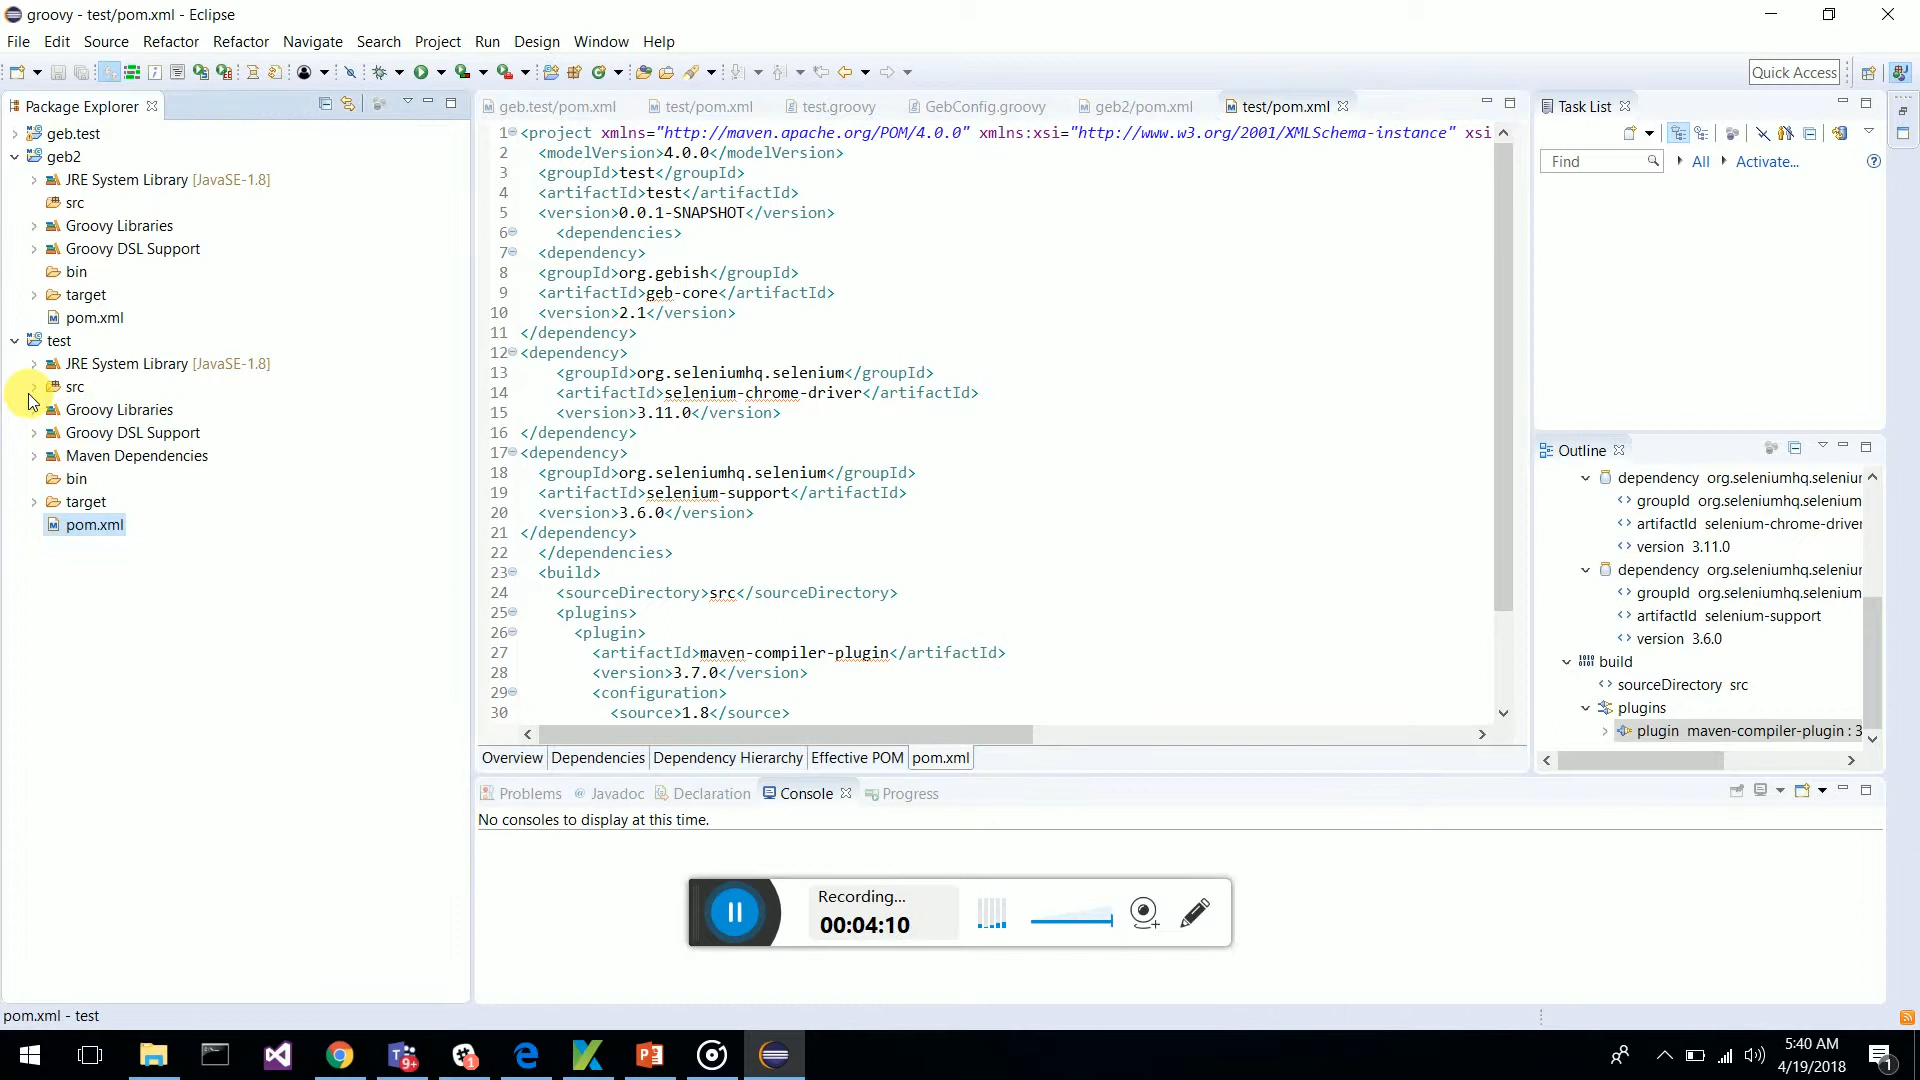 groovy - test/pom.xml - Eclipse
File Edit Source Refactor Refactor Navigate Search Project Run Design Window Help
Quick Access
Package Explorer
geb.test
geb2
JRE System Library [JavaSE-1.8]
src
Groovy Libraries
Groovy DSL Support
bin
target
pom.xml
test
JRE System Library [JavaSE-1.8]
src
Groovy Libraries
Groovy DSL Support
Maven Dependencies
bin
target
pom.xml
geb.test/pom.xml test/pom.xml test.groovy GebConfig.groovy geb2/pom.xml test/pom.xml
1 <project xmlns="http://maven.apache.org/POM/4.0.0" xmlns:xsi="http://www.w3.org/2001/XMLSchema-instance" xsi
2 <modelVersion>4.0.0</modelVersion>
3 <groupId>test</groupId>
4 <artifactId>test</artifactId>
5 <version>0.0.1-SNAPSHOT</version>
6 <dependencies>
7 <dependency>
8 <groupId>org.gebish</groupId>
9 <artifactId>geb-core</artifactId>
10 <version>2.1</version>
11 </dependency>
12 <dependency>
13 <groupId>org.seleniumhq.selenium</groupId>
14 <artifactId>selenium-chrome-driver</artifactId>
15 <version>3.11.0</version>
16 </dependency>
17 <dependency>
18 <groupId>org.seleniumhq.selenium</groupId>
19 <artifactId>selenium-support</artifactId>
20 <version>3.6.0</version>
21 </dependency>
22 </dependencies>
23 <build>
24 <sourceDirectory>src</sourceDirectory>
25 <plugins>
26 <plugin>
27 <artifactId>maven-compiler-plugin</artifactId>
28 <version>3.7.0</version>
29 <configuration>
30 <source>1.8</source>
Overview Dependencies Dependency Hierarchy Effective POM pom.xml
Problems Javadoc Declaration Console Progress
No consoles to display at this time.
Task List
Find All Activate...
Outline
dependency org.seleniumhq.seleniur
groupId org.seleniumhq.selenium
artifactId selenium-chrome-driver
version 3.11.0
dependency org.seleniumhq.seleniur
groupId org.seleniumhq.selenium
artifactId selenium-support
version 3.6.0
build
sourceDirectory src
plugins
plugin maven-compiler-plugin : 3
Recording...
00:04:10
pom.xml - test
9+
1
5:40 AM
4/19/2018
1